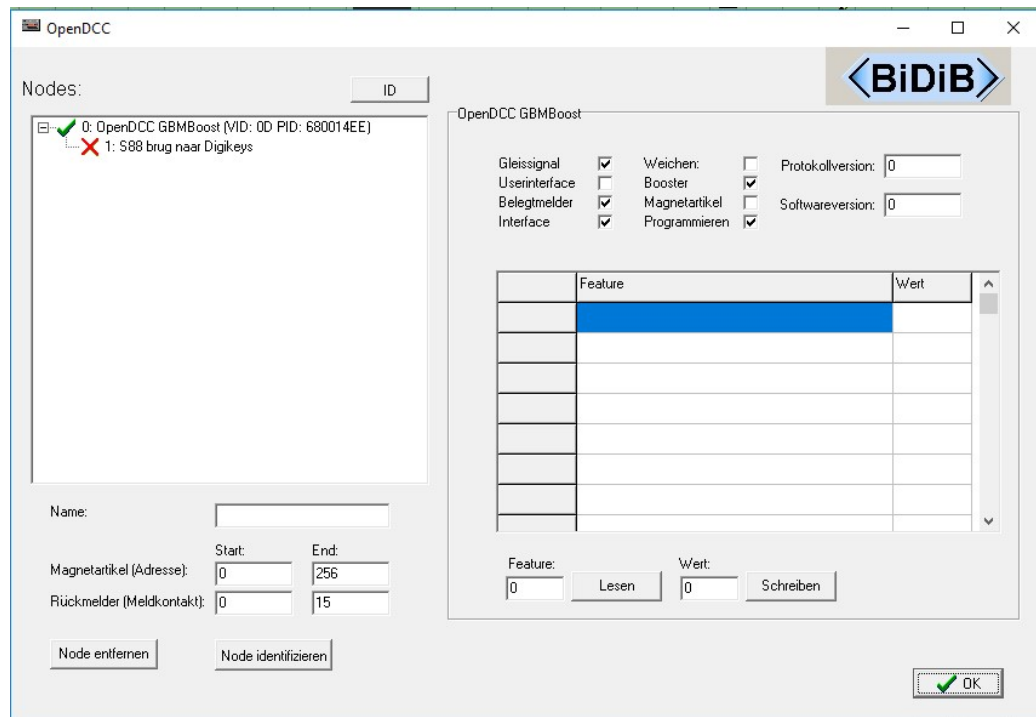 OpenDCC
BiDiB
Nodes:
ID
0: OpenDCC GBMBoost (VID: 0D PID: 680014EE)
1: S88 brug naar Digikeys
OpenDCC GBMBoost
Gleissignal
Weichen:
Protokollversion: 0
Userinterface
Booster
Belegtmelder
Magnetartikel
Softwareversion: 0
Interface
Programmieren
Feature Wert
Name:
Start: End:
Magnetartikel (Adresse): 0 256
Rückmelder (Meldkontakt): 0 15
Node entfernen
Node identifizieren
Feature: Wert:
0 Lesen 0 Schreiben
OK